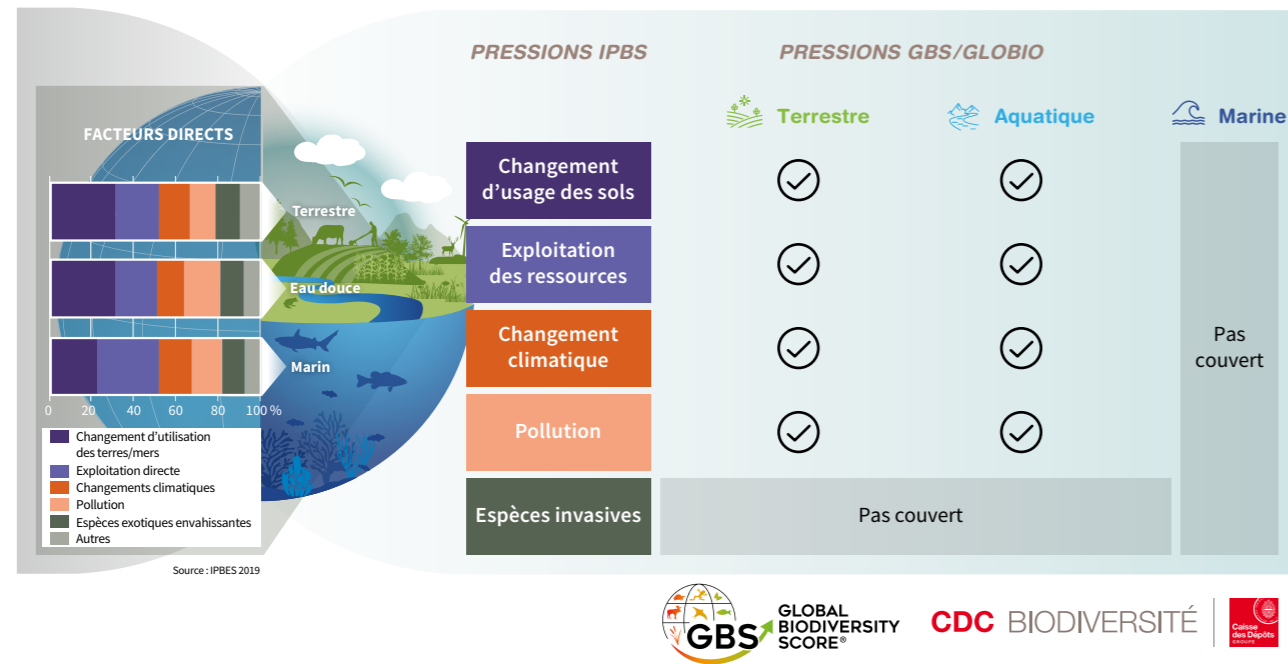 PRESSIONS IPBS
PRESSIONS GBS/GLOBIO
Terrestre
Aquatique
Marine
FACTEURS DIRECTS
Terrestre
Eau douce
Marin
0 20 40 60 80 100 %
Changement d'utilisation
des terres/mers
Exploitation directe
Changements climatiques
Pollution
Espèces exotiques envahissantes
Autres
Source : IPBES 2019
Changement
d'usage des sols
Exploitation
des ressources
Changement
climatique
Pollution
Espèces invasives
Pas couvert
Pas
couvert
GBS
GLOBAL
BIODIVERSITY
SCORE®
CDC BIODIVERSITÉ
Caisse
des Dépôts
GROUPE